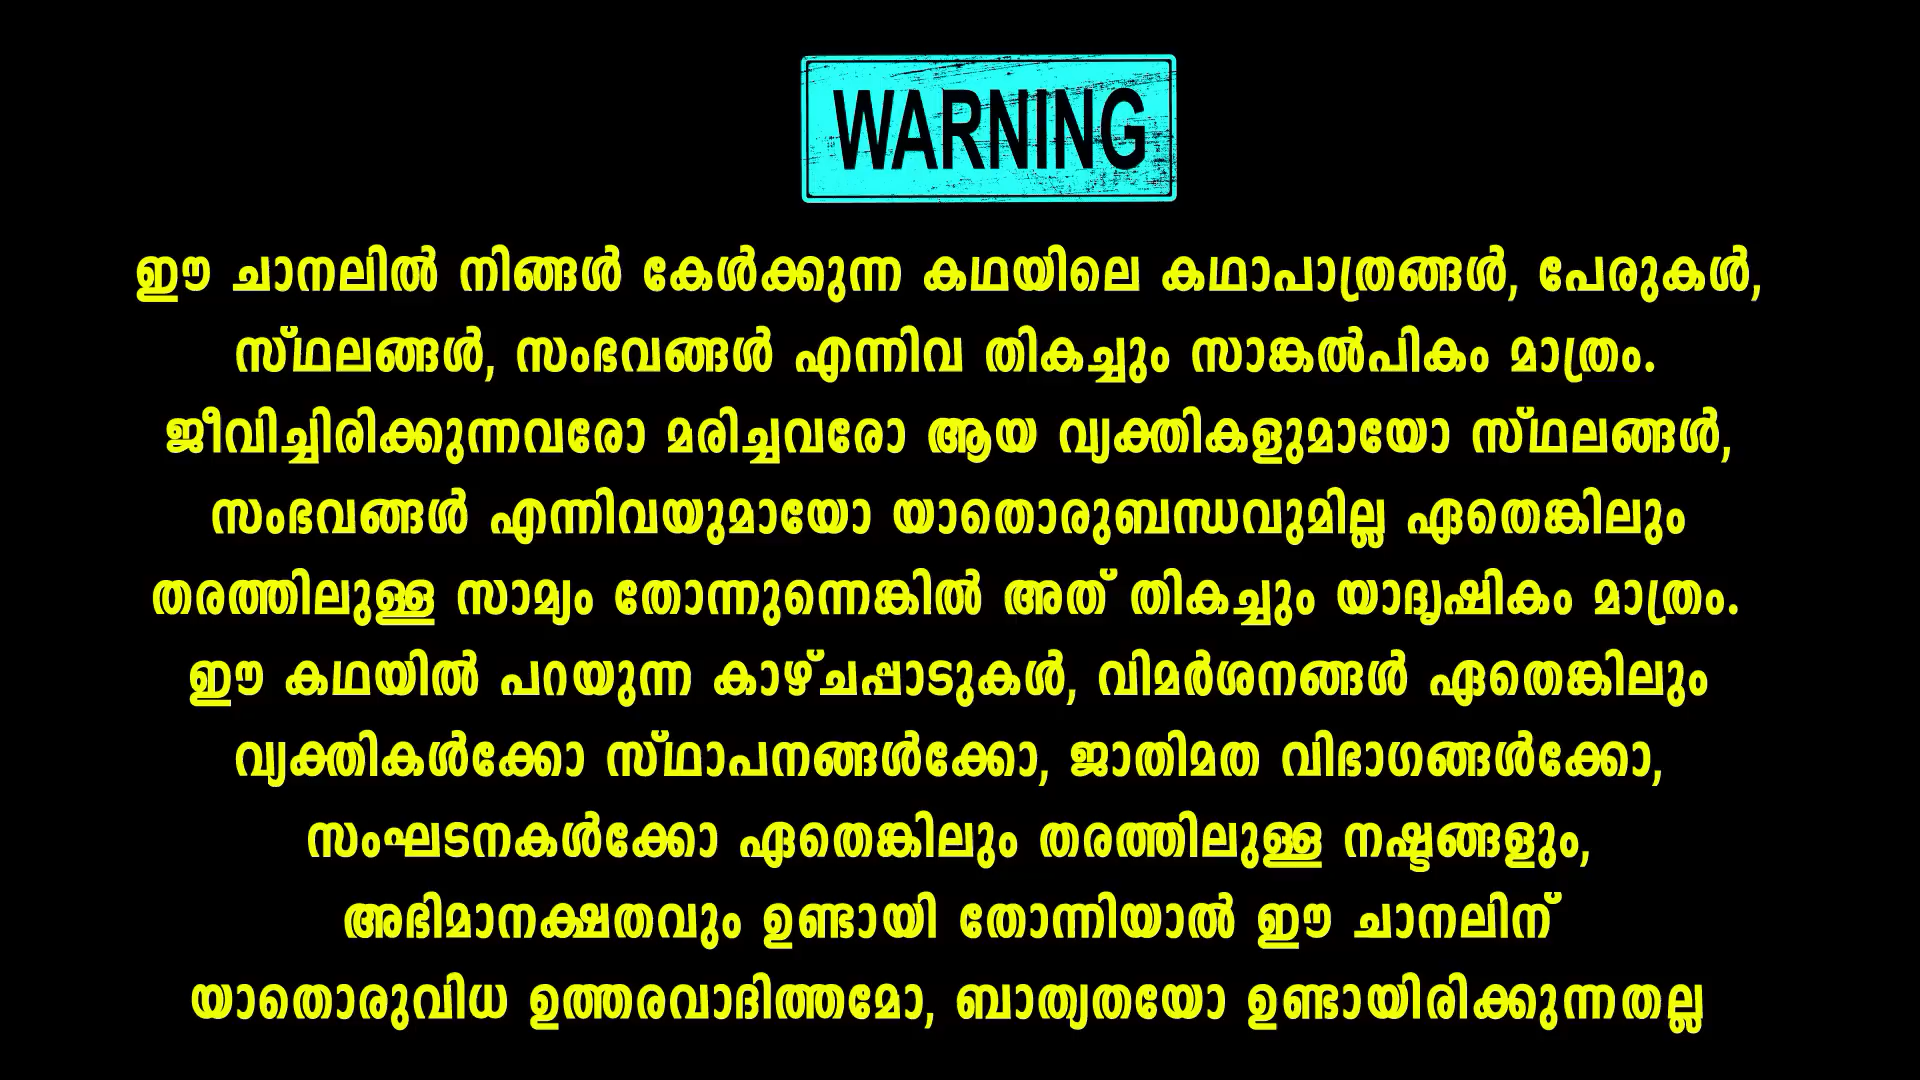 WARNING
ഈ ചാനലിൽ നിങ്ങൾ കേൾക്കുന്ന കഥയിലെ കഥാപാത്രങ്ങൾ, പേരുകൾ,
സ്ഥലങ്ങൾ, സംഭവങ്ങൾ എന്നിവ തികച്ചും സാങ്കൽപികം മാത്രം.
ജീവിച്ചിരിക്കുന്നവരോ മരിച്ചവരോ ആയ വ്യക്തികളുമായോ സ്ഥലങ്ങൾ,
സംഭവങ്ങൾ എന്നിവയുമായോ യാതൊരുബന്ധവുമില്ല ഏതെങ്കിലും
തരത്തിലുള്ള സാമ്യം തോന്നുന്നെങ്കിൽ അത് തികച്ചും യാദൃഷികം മാത്രം.
ഈ കഥയിൽ പറയുന്ന കാഴ്ചപ്പാടുകൾ, വിമർശനങ്ങൾ ഏതെങ്കിലും
വ്യക്തികൾക്കോ സ്ഥാപനങ്ങൾക്കോ, ജാതിമത വിഭാഗങ്ങൾക്കോ,
സംഘടനകൾക്കോ ഏതെങ്കിലും തരത്തിലുള്ള നഷ്ടങ്ങളും,
അഭിമാനക്ഷതവും ഉണ്ടായി തോന്നിയാൽ ഈ ചാനലിന്
യാതൊരുവിധ ഉത്തരവാദിത്തമോ, ബാത്യതയോ ഉണ്ടായിരിക്കുന്നതല്ല